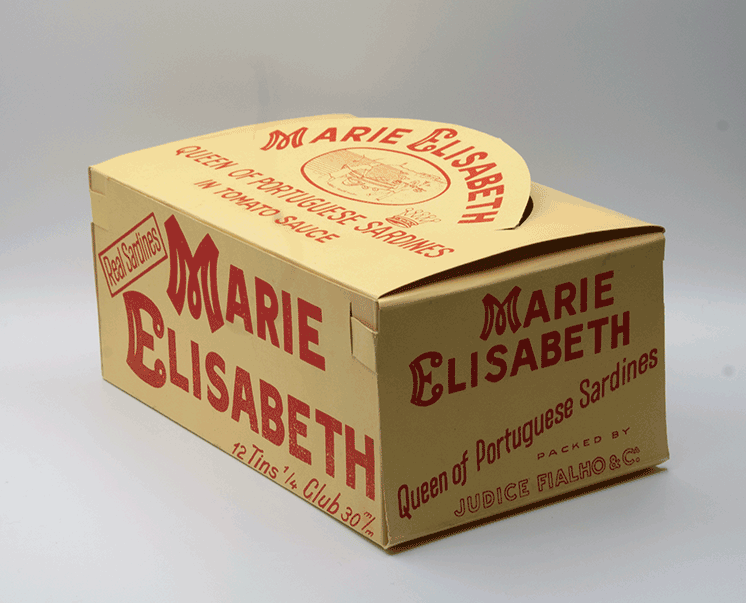 MARIE ELISABETH
QUEEN OF PORTUGUESE SARDINES
IN TOMATO SAUCE
Real Sardines
MARIE
ELISABETH
12 Tins 1/4 Club 30 m/m
MARIE
ELISABETH
Queen of Portuguese Sardines
PACKED BY
JUDICE FIALHO & Cª